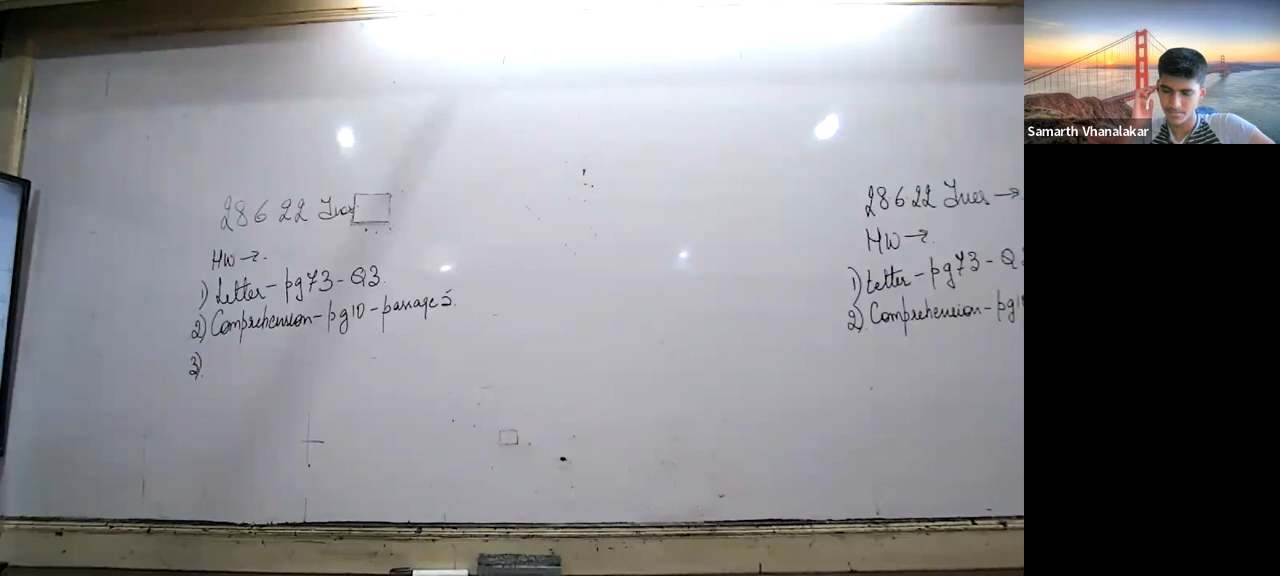 28 6 22 Tues
HW →.
1) Letter - pg 73 - Q3.
2) Comprehension - pg 10 - passage 5.
3)
28 6 22 Tues →
HW →.
1) Letter - pg 73 - Q
2) Comprehension - pg 1
Samarth Vhanalakar